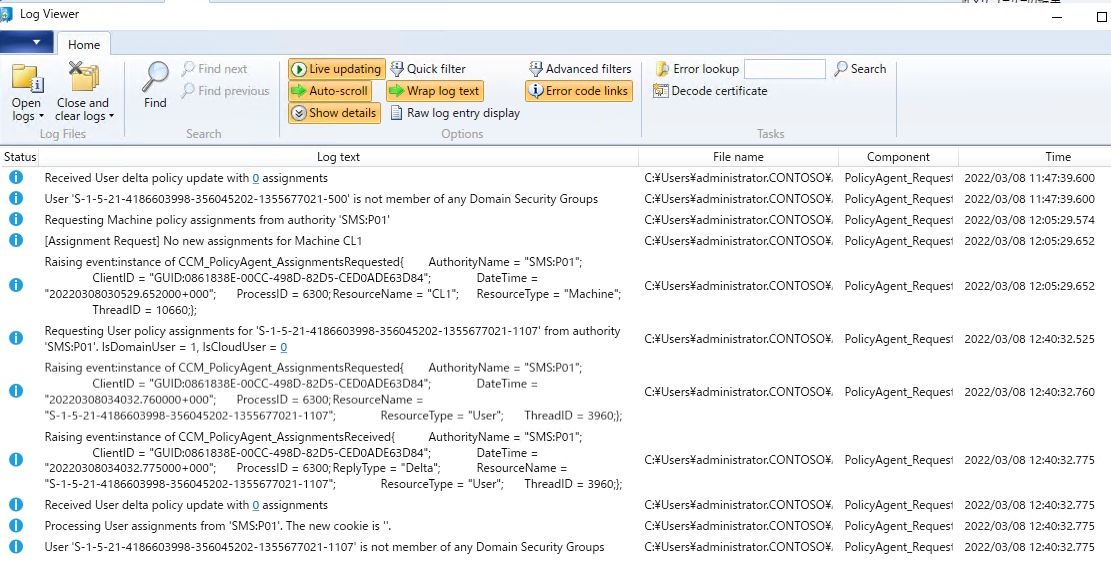 Log Viewer
Home
Open logs
Close and clear logs
Log Files
Find
Find next
Find previous
Search
Live updating
Auto-scroll
Show details
Quick filter
Wrap log text
Raw log entry display
Advanced filters
Error code links
Options
Error lookup
Search
Decode certificate
Tasks
Status Log text File name Component Time
Received User delta policy update with 0 assignments C:¥Users¥administrator.CONTOSO¥ PolicyAgent_Request 2022/03/08 11:47:39.600
User 'S-1-5-21-4186603998-356045202-1355677021-500' is not member of any Domain Security Groups C:¥Users¥administrator.CONTOSO¥ PolicyAgent_Request 2022/03/08 11:47:39.600
Requesting Machine policy assignments from authority 'SMS:P01' C:¥Users¥administrator.CONTOSO¥ PolicyAgent_Request 2022/03/08 12:05:29.574
[Assignment Request] No new assignments for Machine CL1 C:¥Users¥administrator.CONTOSO¥ PolicyAgent_Request 2022/03/08 12:05:29.652
Raising event:instance of CCM_PolicyAgent_AssignmentsRequested{ AuthorityName = "SMS:P01";
ClientID = "GUID:0861838E-00CC-498D-82D5-CED0ADE63D84"; DateTime =
"20220308030529.652000+000"; ProcessID = 6300;ResourceName = "CL1"; ResourceType = "Machine"; C:¥Users¥administrator.CONTOSO¥ PolicyAgent_Request 2022/03/08 12:05:29.652
ThreadID = 10660;};
Requesting User policy assignments for 'S-1-5-21-4186603998-356045202-1355677021-1107' from authority
'SMS:P01'. IsDomainUser = 1, IsCloudUser = 0 C:¥Users¥administrator.CONTOSO¥ PolicyAgent_Request 2022/03/08 12:40:32.525
Raising event:instance of CCM_PolicyAgent_AssignmentsRequested{ AuthorityName = "SMS:P01";
ClientID = "GUID:0861838E-00CC-498D-82D5-CED0ADE63D84"; DateTime =
"20220308034032.760000+000"; ProcessID = 6300;ResourceName = C:¥Users¥administrator.CONTOSO¥ PolicyAgent_Request 2022/03/08 12:40:32.760
"S-1-5-21-4186603998-356045202-1355677021-1107"; ResourceType = "User"; ThreadID = 3960;};
Raising event:instance of CCM_PolicyAgent_AssignmentsReceived{ AuthorityName = "SMS:P01";
ClientID = "GUID:0861838E-00CC-498D-82D5-CED0ADE63D84"; DateTime =
"20220308034032.775000+000"; ProcessID = 6300;ReplyType = "Delta"; ResourceName = C:¥Users¥administrator.CONTOSO¥ PolicyAgent_Request 2022/03/08 12:40:32.775
"S-1-5-21-4186603998-356045202-1355677021-1107"; ResourceType = "User"; ThreadID = 3960;};
Received User delta policy update with 0 assignments C:¥Users¥administrator.CONTOSO¥ PolicyAgent_Request 2022/03/08 12:40:32.775
Processing User assignments from 'SMS:P01'. The new cookie is ''. C:¥Users¥administrator.CONTOSO¥ PolicyAgent_Request 2022/03/08 12:40:32.775
User 'S-1-5-21-4186603998-356045202-1355677021-1107' is not member of any Domain Security Groups C:¥Users¥administrator.CONTOSO¥ PolicyAgent_Request 2022/03/08 12:40:32.775